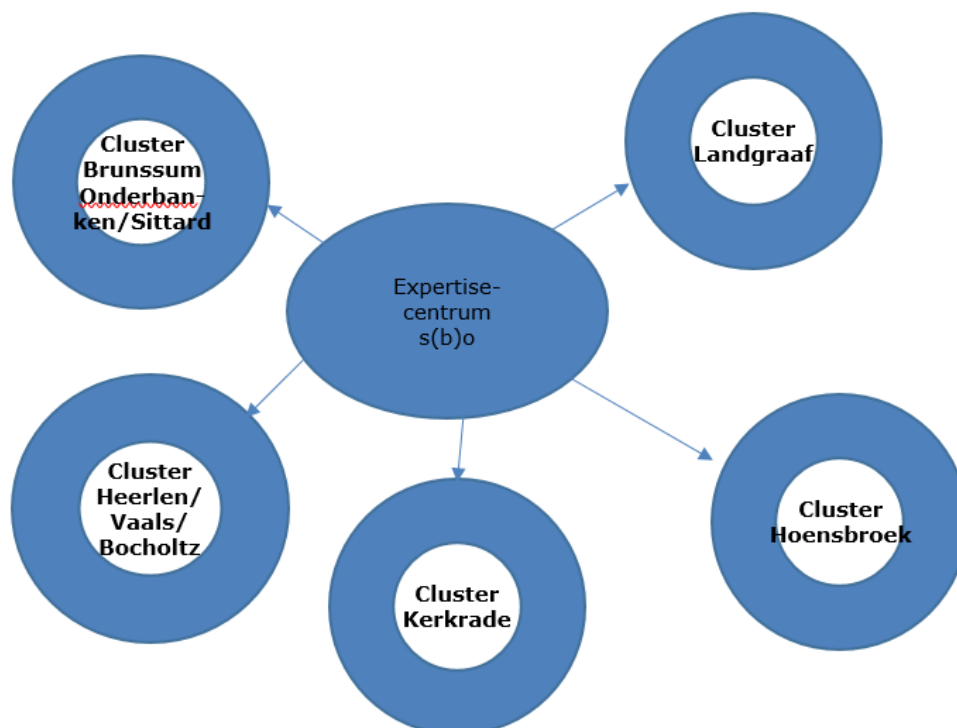 Cluster
Brunssum
Onderban-
ken/Sittard
Cluster
Landgraaf
Expertise-
centrum
s(b)o
Cluster
Heerlen/
Vaals/
Bocholtz
Cluster
Kerkrade
Cluster
Hoensbroek